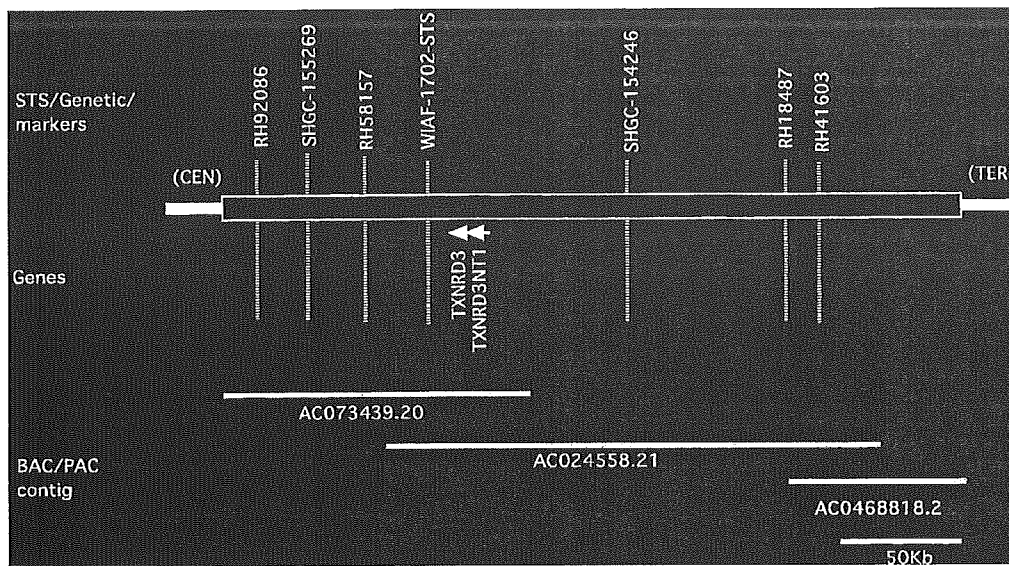 STS/Genetic/
markers
RH92086
SHGC-155269
RH58157
WIAF-1702-STS
SHGC-154246
RH18487
RH41603
(CEN)
(TER
Genes
TXNRD3
TXNRD3NT1
AC073439.20
AC024558.21
BAC/PAC
contig
AC0468818.2
50Kb